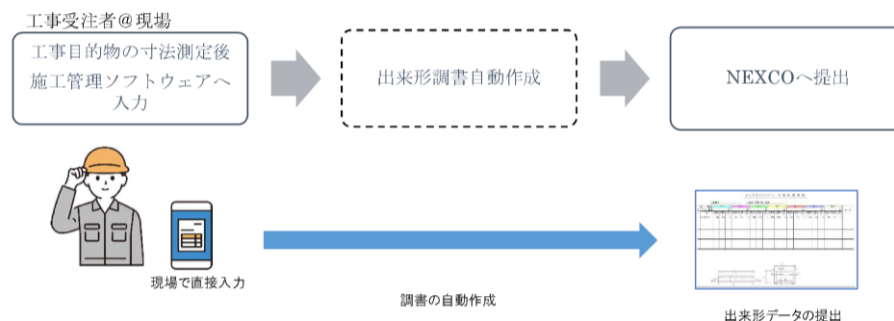 工事受注者@現場
工事目的物の寸法測定後
施工管理ソフトウェアへ
入力
出来形調書自動作成
NEXCOへ提出
現場で直接入力
調書の自動作成
出来形データの提出